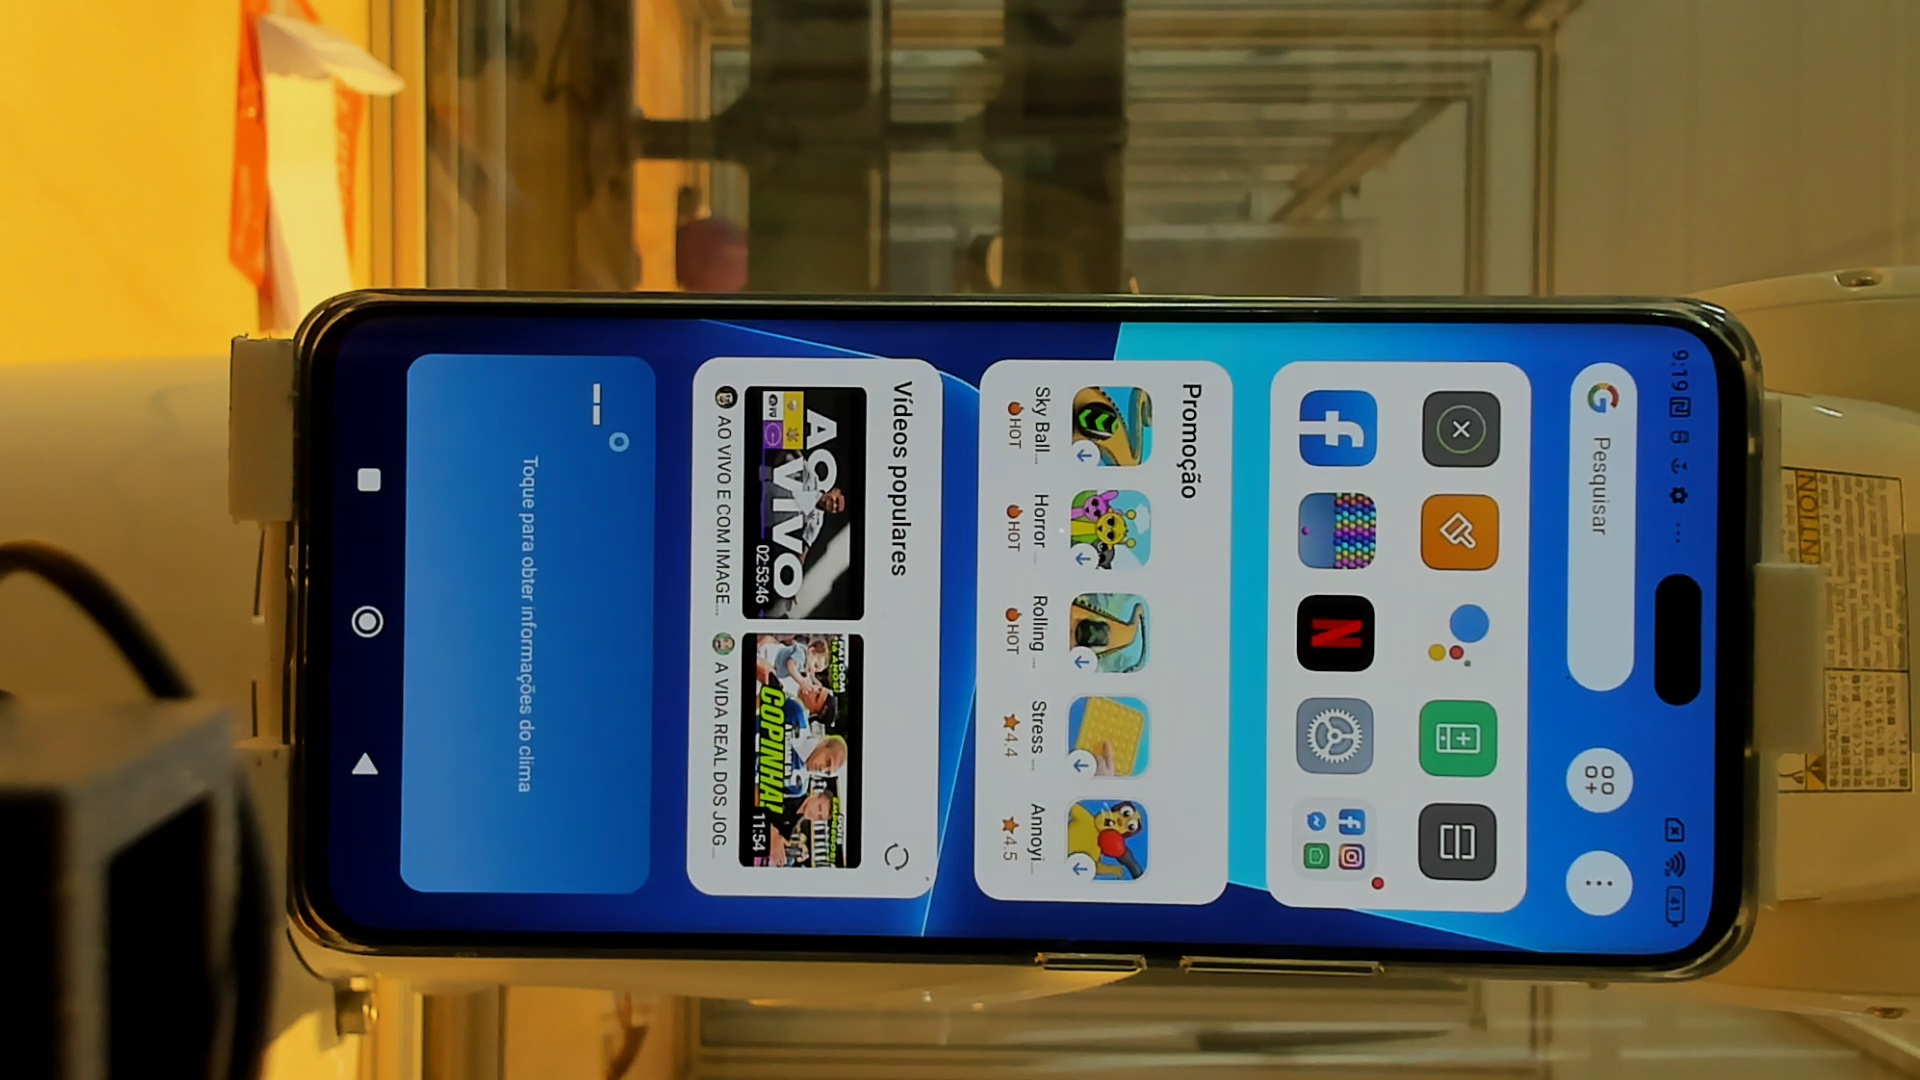 9:19
41
Pesquisar
Promoção
Sky Ball...
Horror ...
Rolling ...
Stress ...
Annoyi...
HOT
HOT
HOT
4.4
4.5
Vídeos populares
AO VIVO
02:53:46
COPINHA!
11:54
AO VIVO E COM IMAGE...
A VIDA REAL DOS JOG...
Toque para obter informações do clima
NOTION